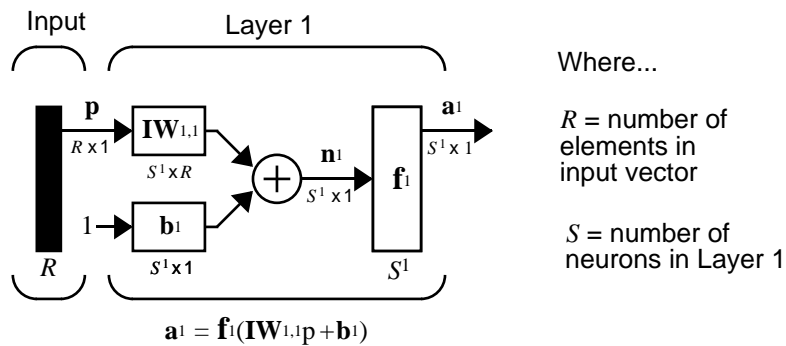 Input
Layer 1
Where...
p
R x 1
IW1,1
S1 x R
n1
S1 x 1
f1
a1
S1 x 1
R = number of
elements in
input vector
1
b1
S1 x 1
R
S1
S = number of
neurons in Layer 1
a1 = f1(IW1,1p +b1)